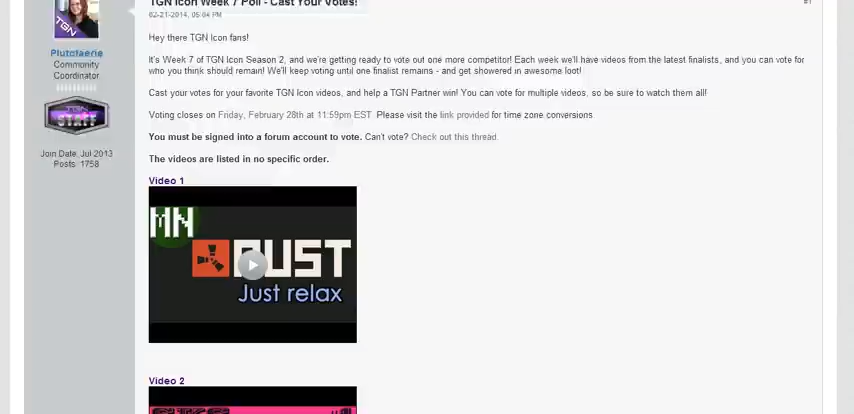 TGN Icon Week 7 Poll - Cast Your Votes!
#1
02-21-2014, 05:04 PM
TGN
Plutofaerie
Community
Coordinator
TGN
STAFF
Join Date: Jul 2013
Posts: 1758
Hey there TGN Icon fans!
It's Week 7 of TGN Icon Season 2, and we're getting ready to vote out one more competitor! Each week we'll have videos from the latest finalists, and you can vote for
who you think should remain! We'll keep voting until one finalist remains - and get showered in awesome loot!
Cast your votes for your favorite TGN Icon videos, and help a TGN Partner win! You can vote for multiple videos, so be sure to watch them all!
Voting closes on Friday, February 28th at 11:59pm EST. Please visit the link provided for time zone conversions.
You must be signed into a forum account to vote. Can't vote? Check out this thread.
The videos are listed in no specific order.
Video 1
MN
RUST
Just relax
Video 2